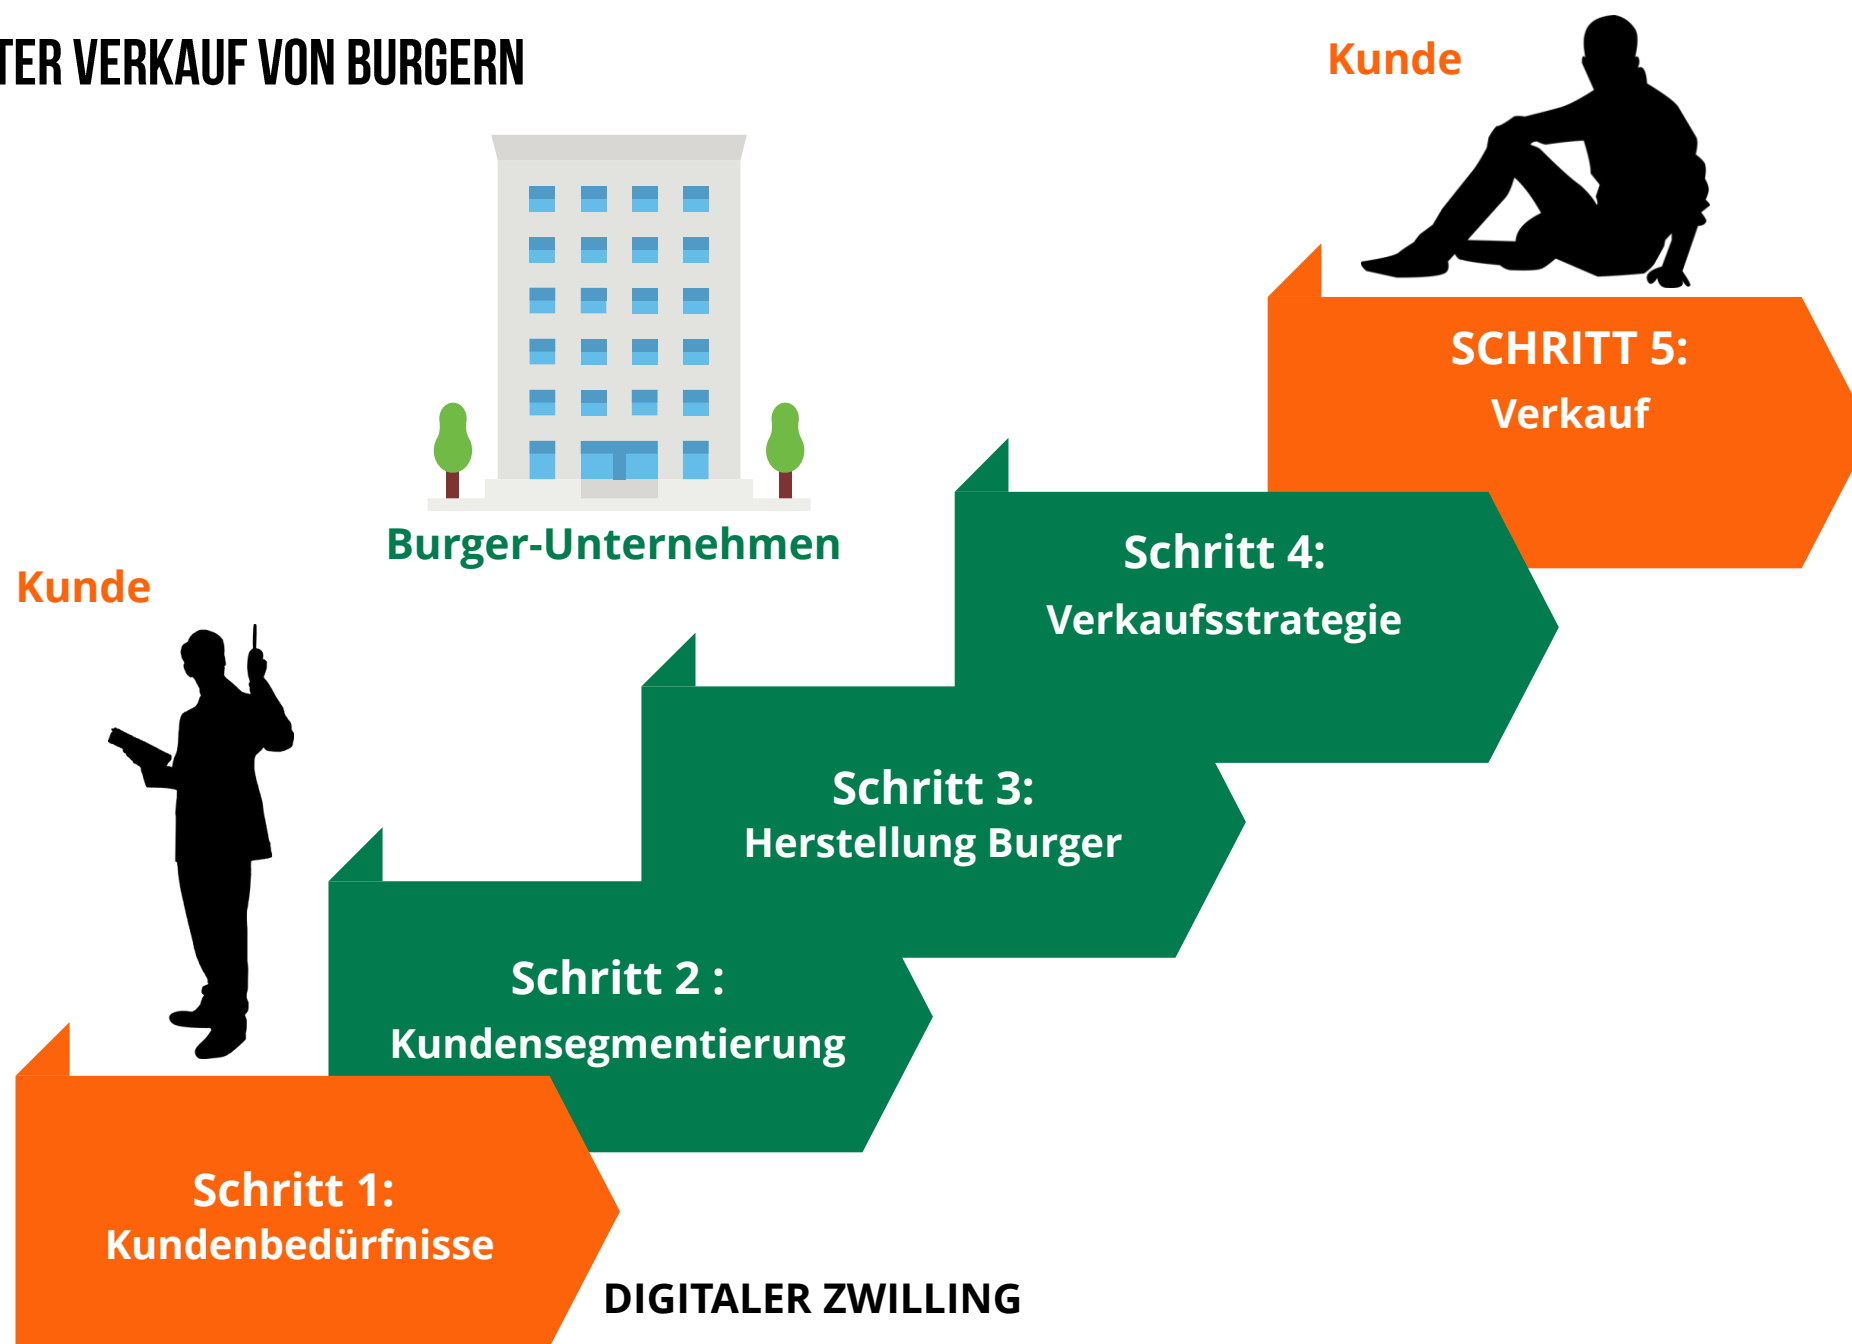 TER VERKAUF VON BURGERN
Kunde
Burger-Unternehmen
Kunde
SCHRITT 5:
Verkauf
Schritt 4:
Verkaufsstrategie
Schritt 3:
Herstellung Burger
Schritt 2 :
Kundensegmentierung
Schritt 1:
Kundenbedürfnisse
DIGITALER ZWILLING